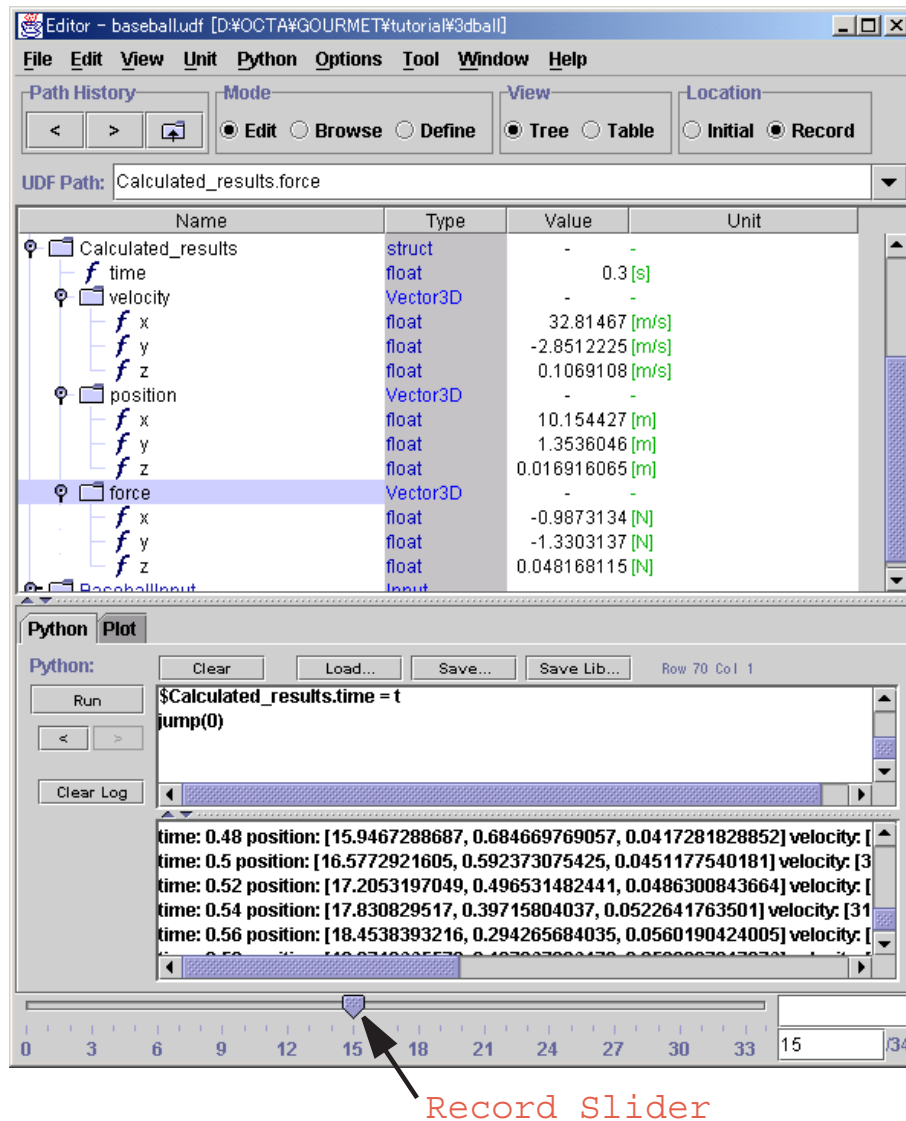 Editor - baseball.udf [D:¥OCTA¥GOURMET¥tutorial¥3dball]
File Edit View Unit Python Options Tool Window Help
Path History Mode View Location
< > Edit Browse Define Tree Table Initial Record
UDF Path: Calculated_results.force
Name Type Value Unit
Calculated_results struct - -
f time float 0.3 [s]
velocity Vector3D - -
f x float 32.81467 [m/s]
f y float -2.8512225 [m/s]
f z float 0.1069108 [m/s]
position Vector3D - -
f x float 10.154427 [m]
f y float 1.3536046 [m]
f z float 0.016916065 [m]
force Vector3D - -
f x float -0.9873134 [N]
f y float -1.3303137 [N]
f z float 0.048168115 [N]
BaseballInput Input
Python Plot
Python: Clear Load... Save... Save Lib... Row 70 Col 1
Run
$Calculated_results.time = t
jump(0)
< >
Clear Log
time: 0.48 position: [15.9467288687, 0.684669769057, 0.0417281828852] velocity: [
time: 0.5 position: [16.5772921605, 0.592373075425, 0.0451177540181] velocity: [3
time: 0.52 position: [17.2053197049, 0.496531482441, 0.0486300843664] velocity: [
time: 0.54 position: [17.830829517, 0.39715804037, 0.0522641763501] velocity: [31
time: 0.56 position: [18.4538393216, 0.294265684035, 0.0560190424005] velocity: [
0 3 6 9 12 15 18 21 24 27 30 33 15 /34
Record Slider